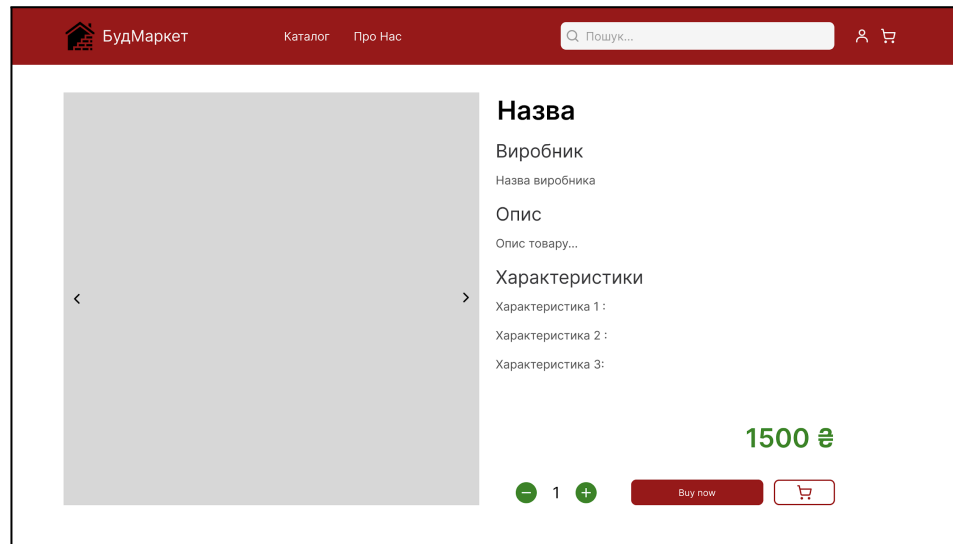 БудМаркет
Каталог
Про Нас
Пошук...
Назва
Виробник
Назва виробника
Опис
Опис товару...
Характеристики
Характеристика 1 :
Характеристика 2 :
Характеристика 3:
1500 ₴
1
Buy now